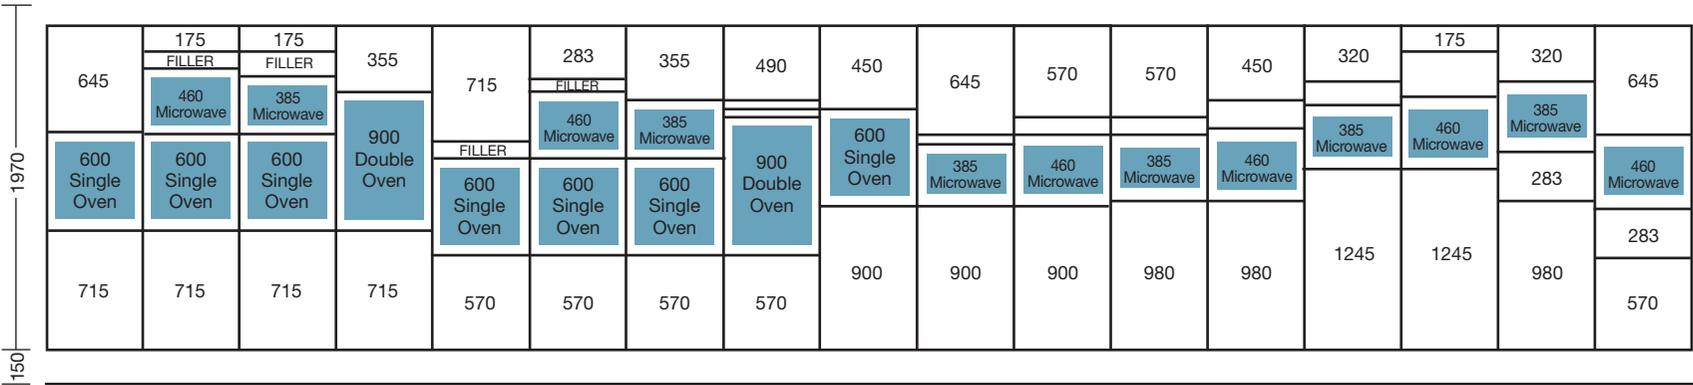 1970
150
645
600
Single
Oven
715
175
FILLER
460
Microwave
600
Single
Oven
715
175
FILLER
385
Microwave
600
Single
Oven
715
355
900
Double
Oven
715
715
FILLER
600
Single
Oven
570
283
FILLER
460
Microwave
600
Single
Oven
570
355
385
Microwave
600
Single
Oven
570
490
900
Double
Oven
570
450
600
Single
Oven
900
645
385
Microwave
900
570
460
Microwave
900
570
385
Microwave
980
450
460
Microwave
980
320
385
Microwave
1245
175
460
Microwave
1245
320
385
Microwave
283
980
645
460
Microwave
283
570